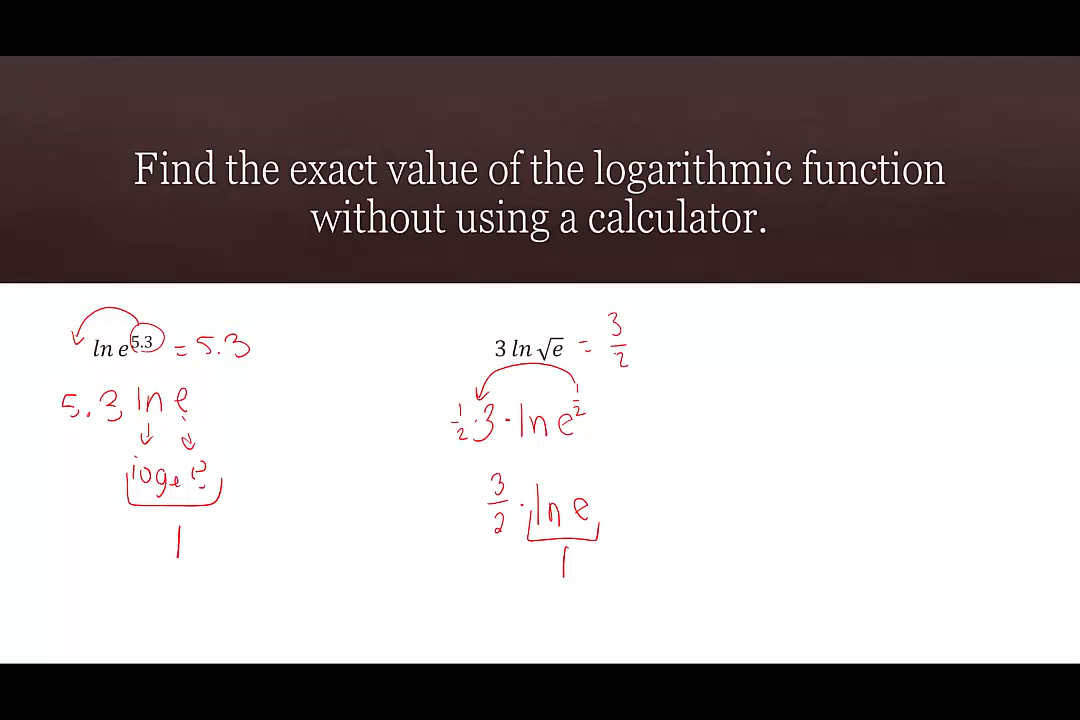 Find the exact value of the logarithmic function
without using a calculator.
ln e^5.3 = 5.3
5.3 ln e
log_e e
1
3 ln √e = 3/2
1/2 · 3 · ln e^1/2
3/2 · ln e
1